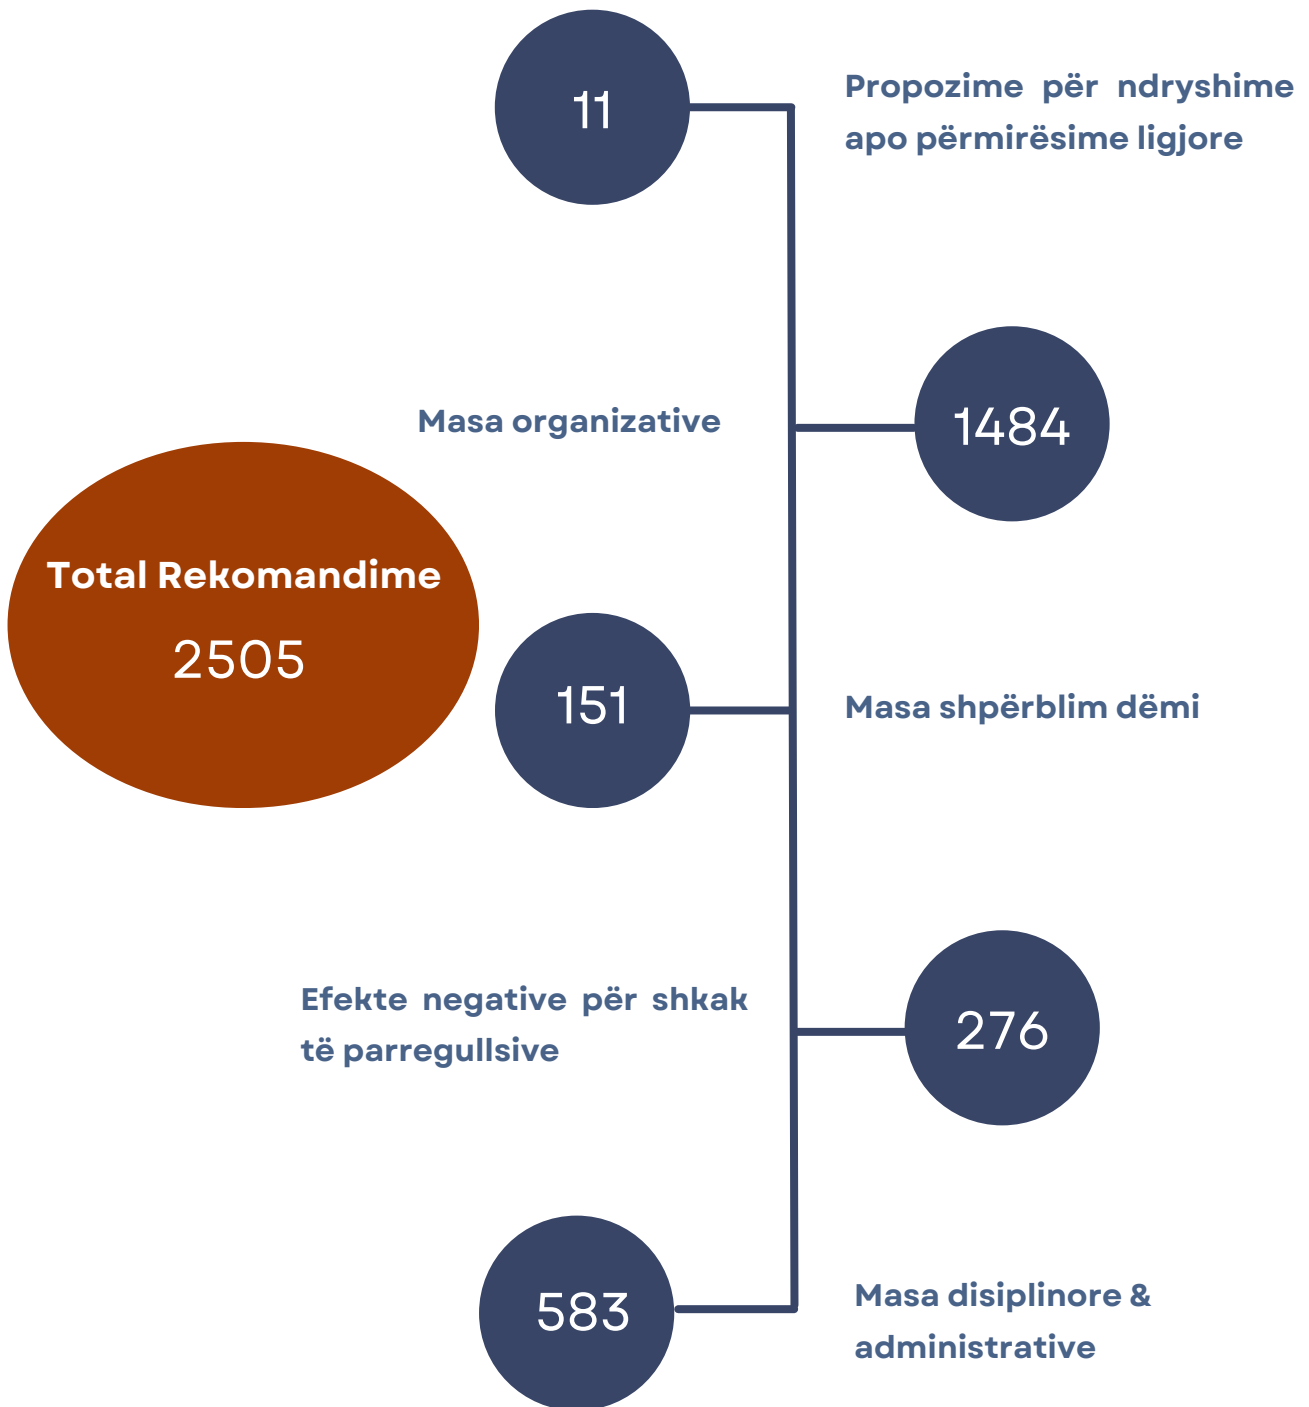 11
Propozime për ndryshime
apo përmirësime ligjore
Masa organizative
1484
Total Rekomandime
2505
151
Masa shpërblim dëmi
Efekte negative për shkak
të parregullsive
276
583
Masa disiplinore &
administrative